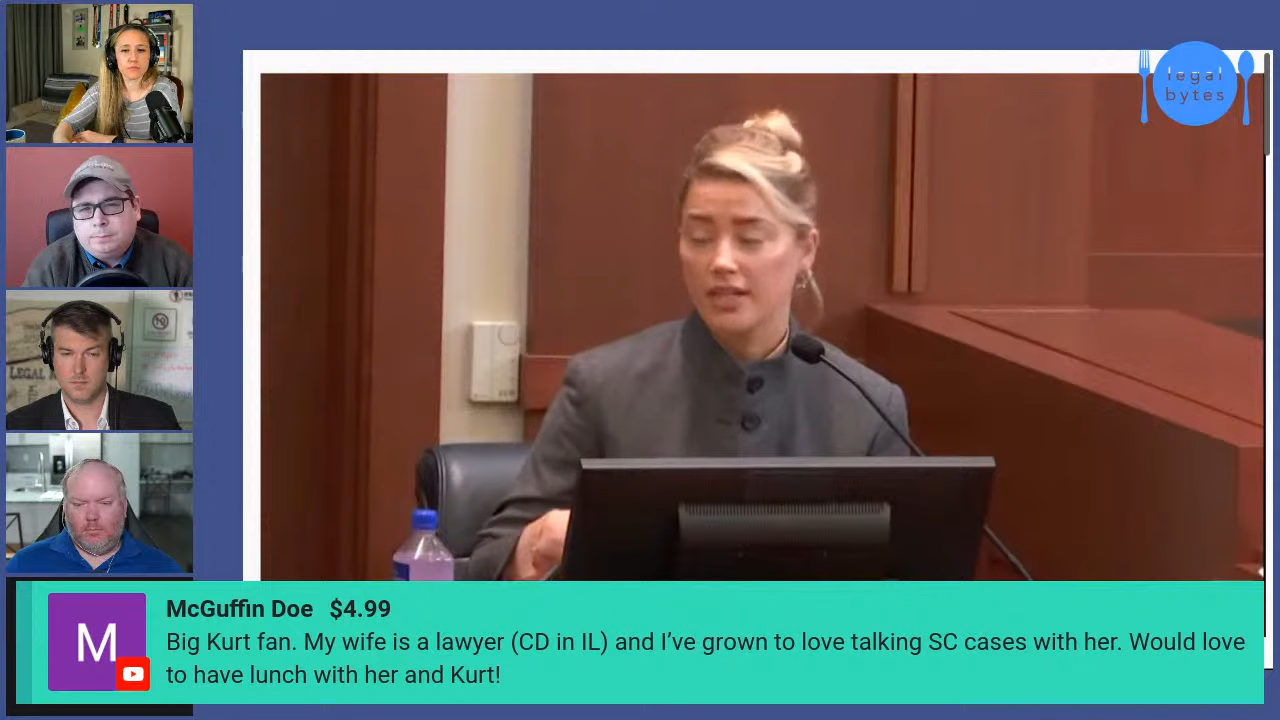 legal
bytes
LEGAL
McGuffin Doe $4.99
Big Kurt fan. My wife is a lawyer (CD in IL) and I've grown to love talking SC cases with her. Would love
to have lunch with her and Kurt!
M